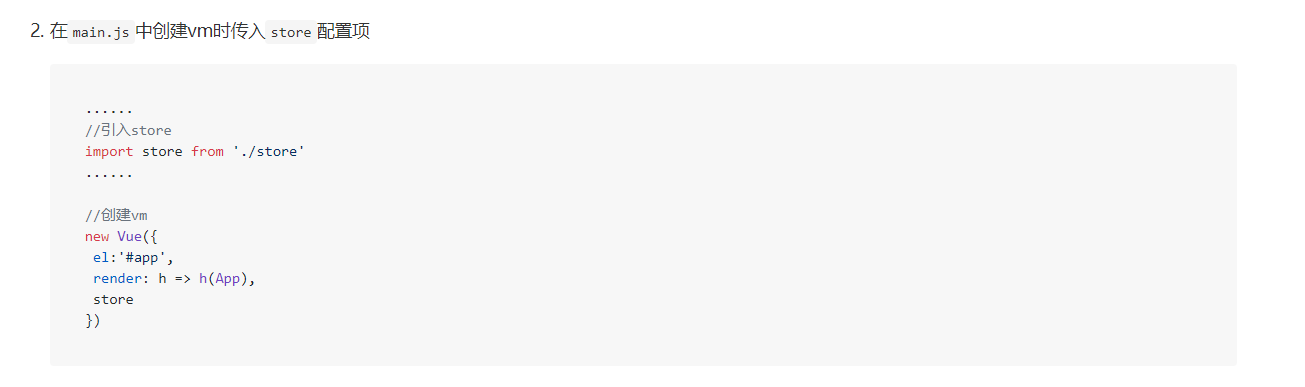 2. 在 main.js 中创建vm时传入 store 配置项
......
//引入store
import store from './store'
......
//创建vm
new Vue({
 el:'#app',
 render: h => h(App),
 store
})